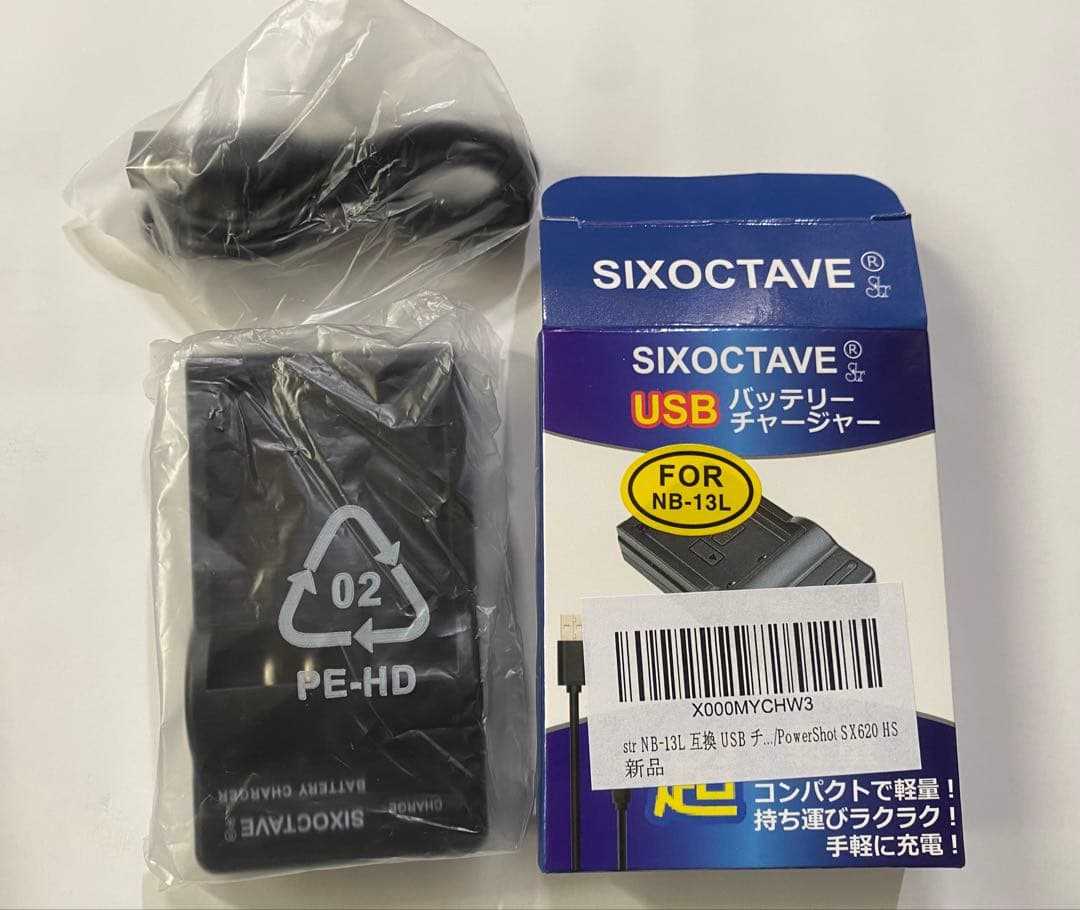 02
PE-HD
CHARGE
BATTERY CHARGER
SIXOCTAVE
SIXOCTAVE®
Str
SIXOCTAVE®
Str
USB バッテリー
チャージャー
FOR
NB-13L
X000MYCHW3
str NB-13L 互換 USB チ.../PowerShot SX620 HS
新品
超
コンパクトで軽量!
持ち運びラクラク!
手軽に充電!